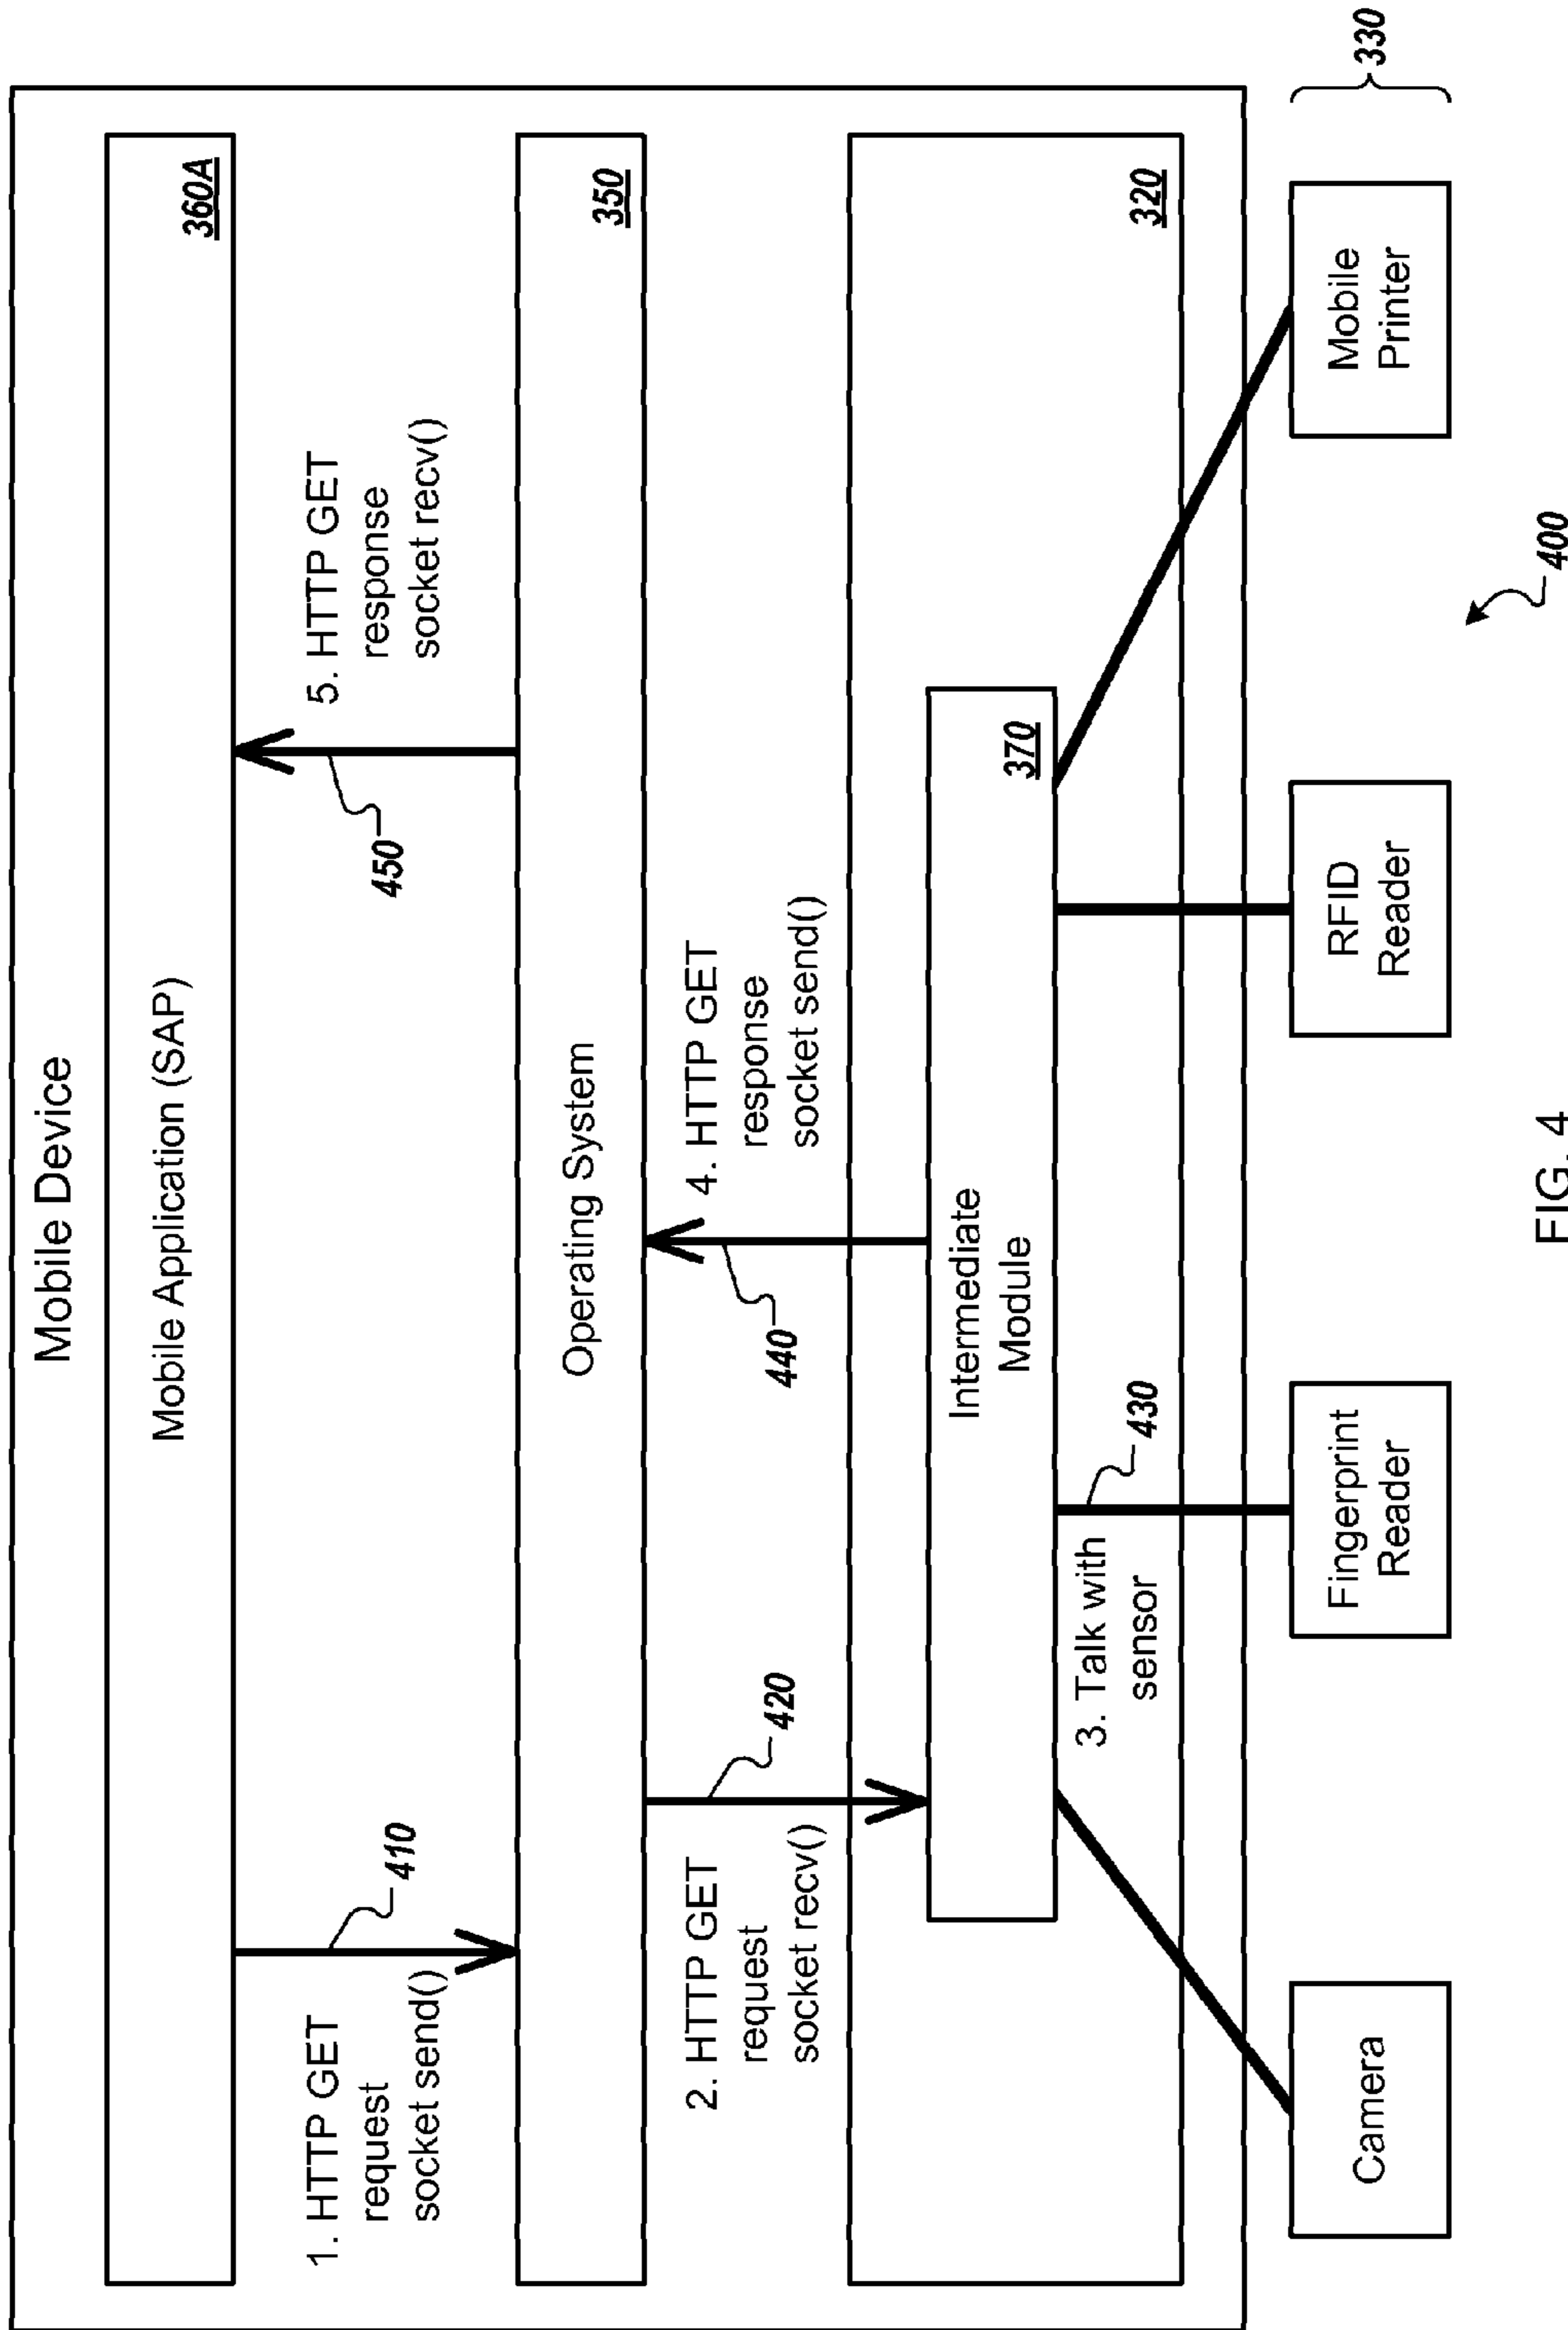 Mobile Device
Mobile Application (SAP)
360A
1. HTTP GET
request
socket send()
410
5. HTTP GET
response
socket recv()
450
Operating System
350
2. HTTP GET
request
socket recv()
420
4. HTTP GET
response
socket send()
440
320
Intermediate
Module
370
3. Talk with
sensor
430
Camera
Fingerprint
Reader
RFID
Reader
Mobile
Printer
330
400
FIG. 4